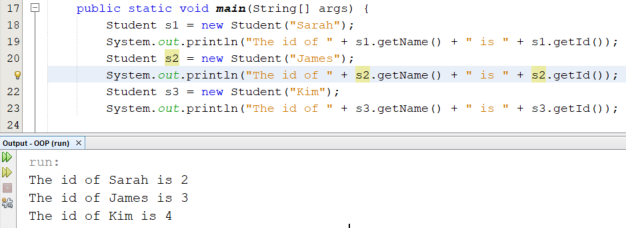 17 public static void main(String[] args) {
18 Student s1 = new Student("Sarah");
19 System.out.println("The id of " + s1.getName() + " is " + s1.getId());
20 Student s2 = new Student("James");
System.out.println("The id of " + s2.getName() + " is " + s2.getId());
22 Student s3 = new Student("Kim");
23 System.out.println("The id of " + s3.getName() + " is " + s3.getId());
24
Output - OOP (run) ×
run:
The id of Sarah is 2
The id of James is 3
The id of Kim is 4